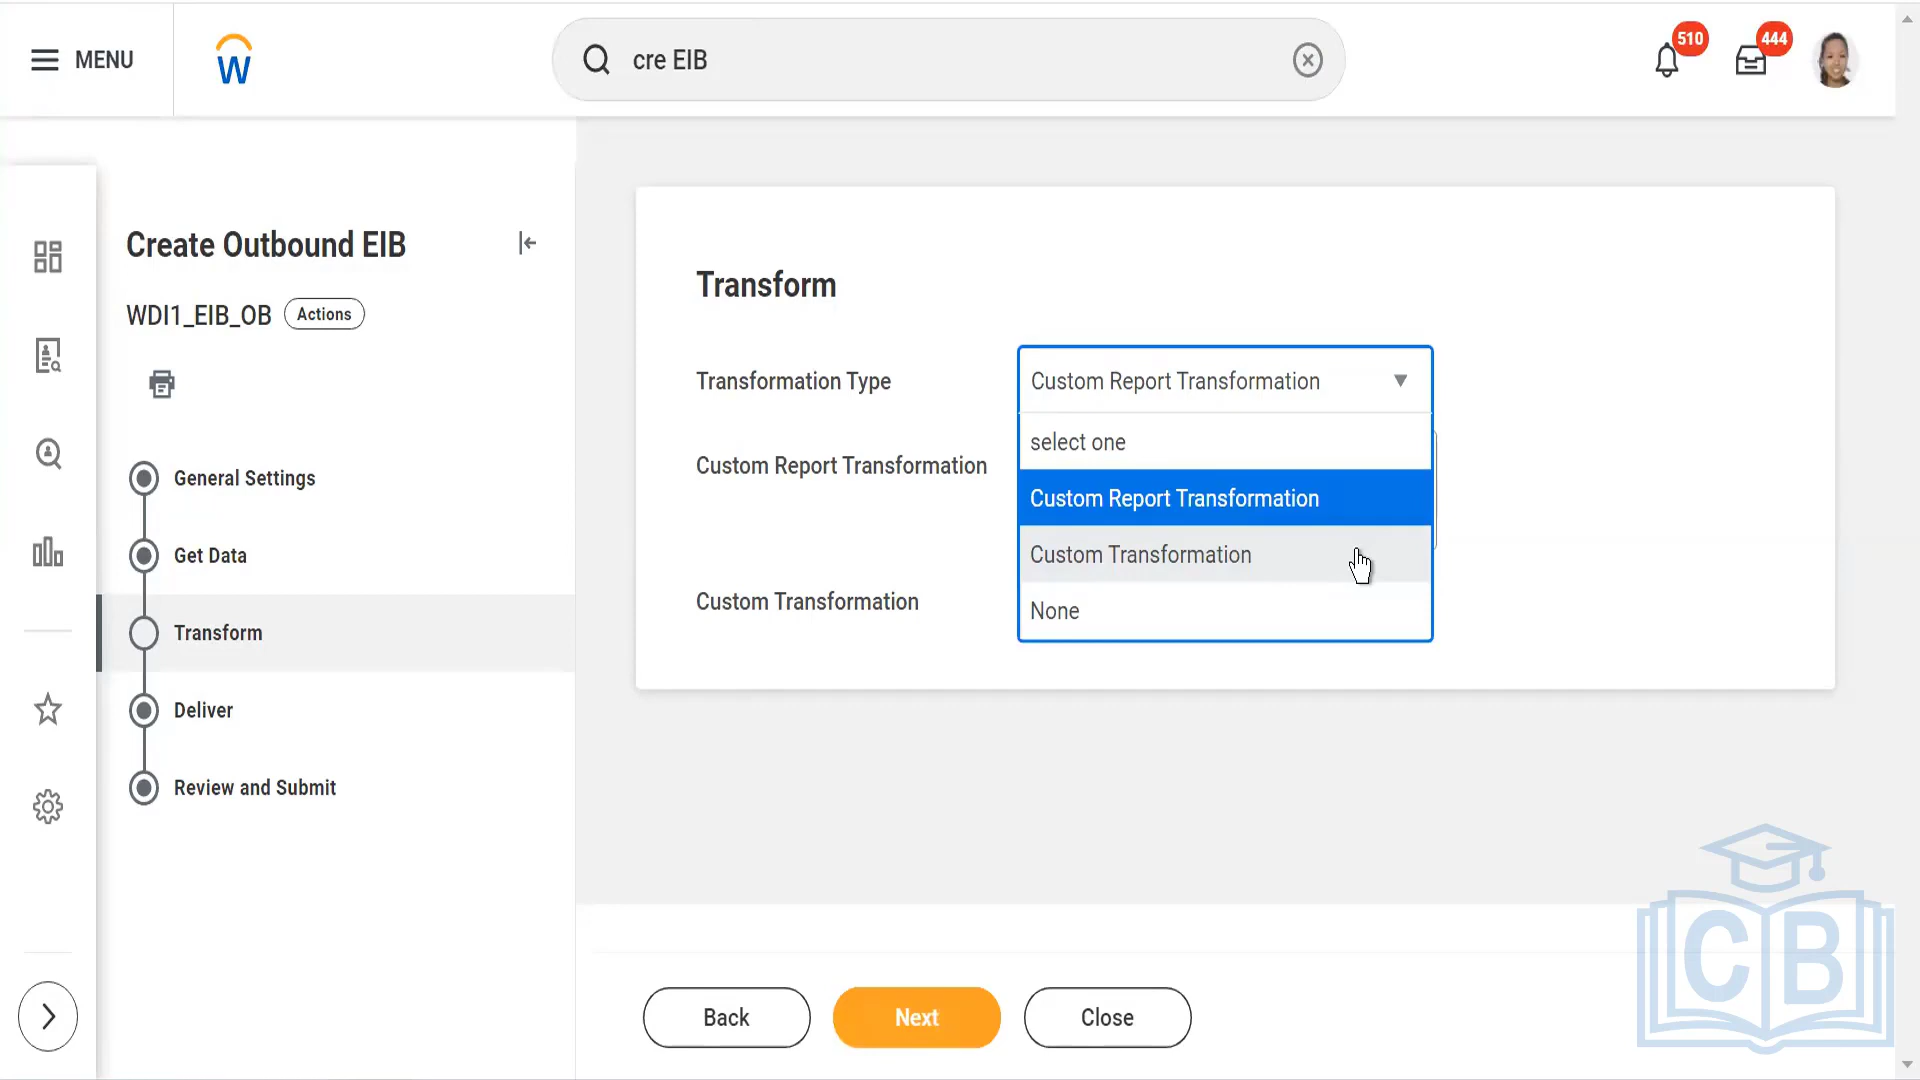 MENU
W
cre EIB
510
444
Create Outbound EIB
WDI1_EIB_OB
Actions
General Settings
Get Data
Transform
Deliver
Review and Submit
Transform
Transformation Type
Custom Report Transformation
select one
Custom Report Transformation
Custom Report Transformation
Custom Transformation
Custom Transformation
None
Back
Next
Close
CB